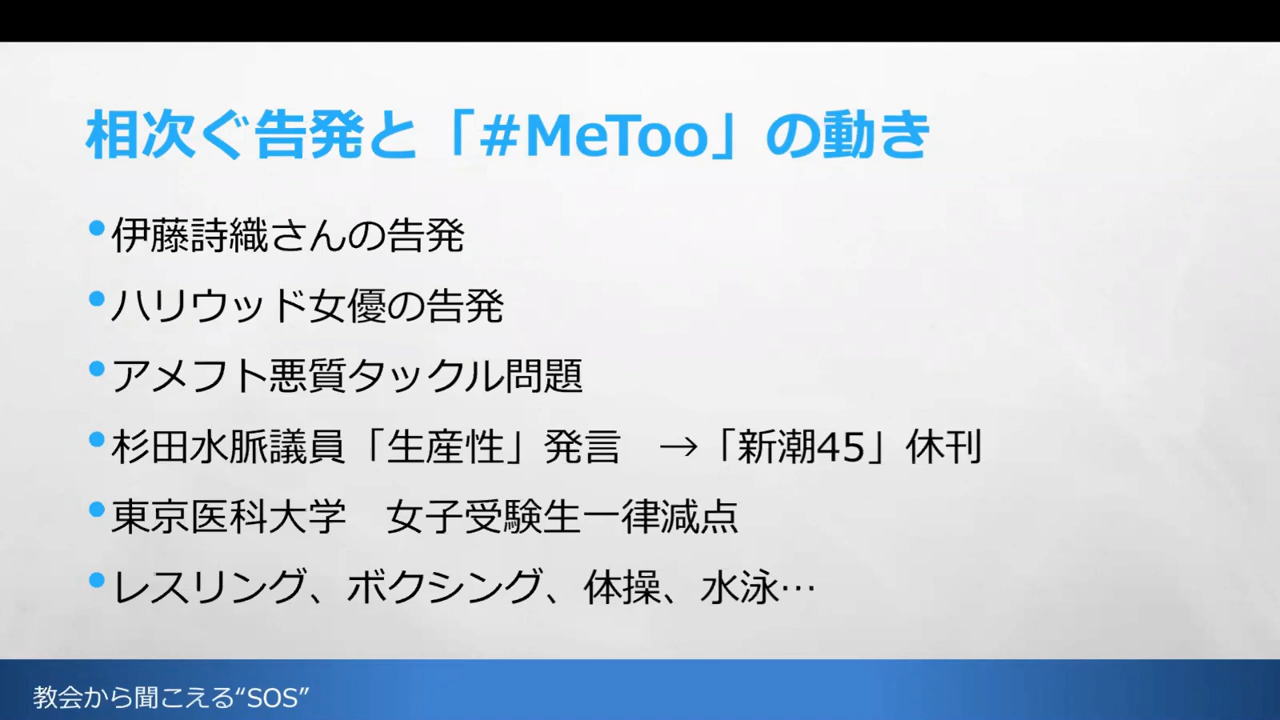 相次ぐ告発と「#MeToo」の動き
•伊藤詩織さんの告発
•ハリウッド女優の告発
•アメフト悪質タックル問題
•杉田水脈議員「生産性」発言　→「新潮45」休刊
•東京医科大学　女子受験生一律減点
•レスリング、ボクシング、体操、水泳…
教会から聞こえる“SOS”